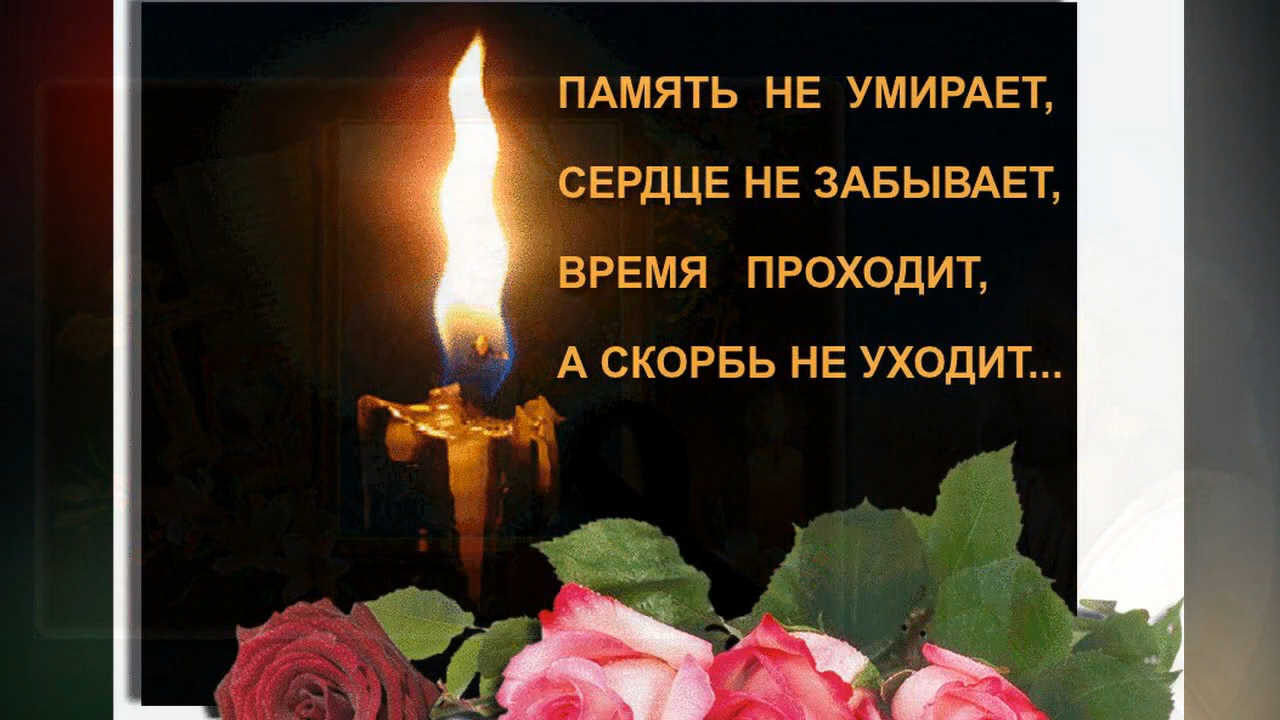 ПАМЯТЬ НЕ УМИРАЕТ,
СЕРДЦЕ НЕ ЗАБЫВАЕТ,
ВРЕМЯ ПРОХОДИТ,
А СКОРБЬ НЕ УХОДИТ...